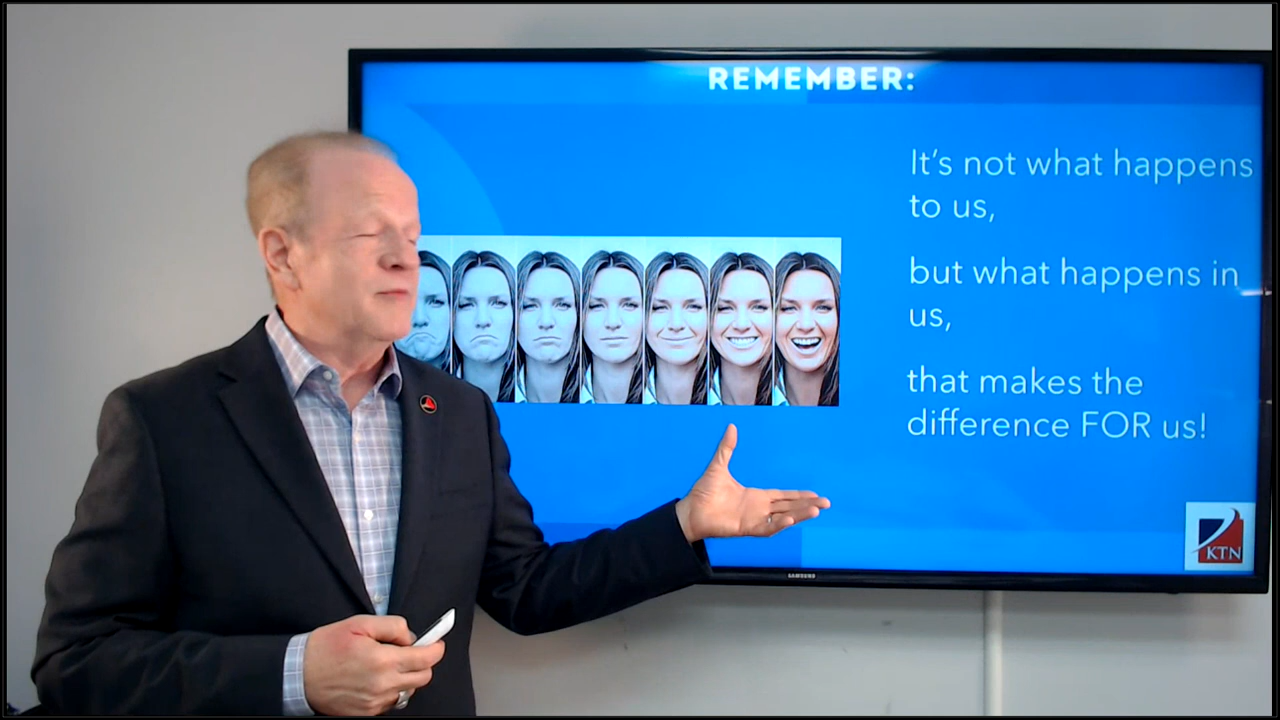 REMEMBER:
It's not what happens
to us,
but what happens in
us,
that makes the
difference FOR us!
KTN
SAMSUNG